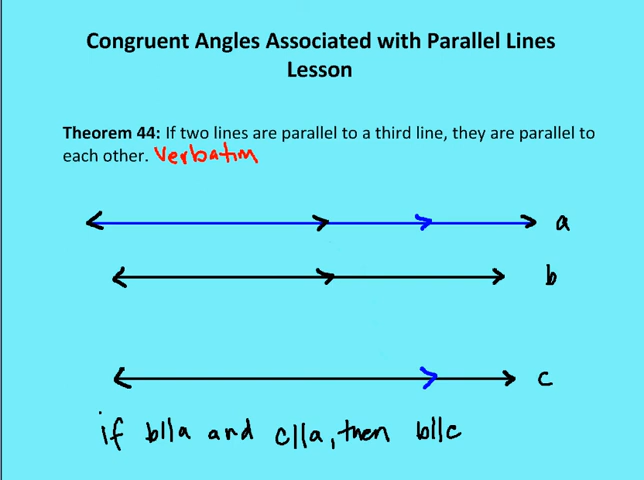 Congruent Angles Associated with Parallel Lines
Lesson
Theorem 44: If two lines are parallel to a third line, they are parallel to
each other. Verbatim
a
b
c
if b||a and c||a, then b||c